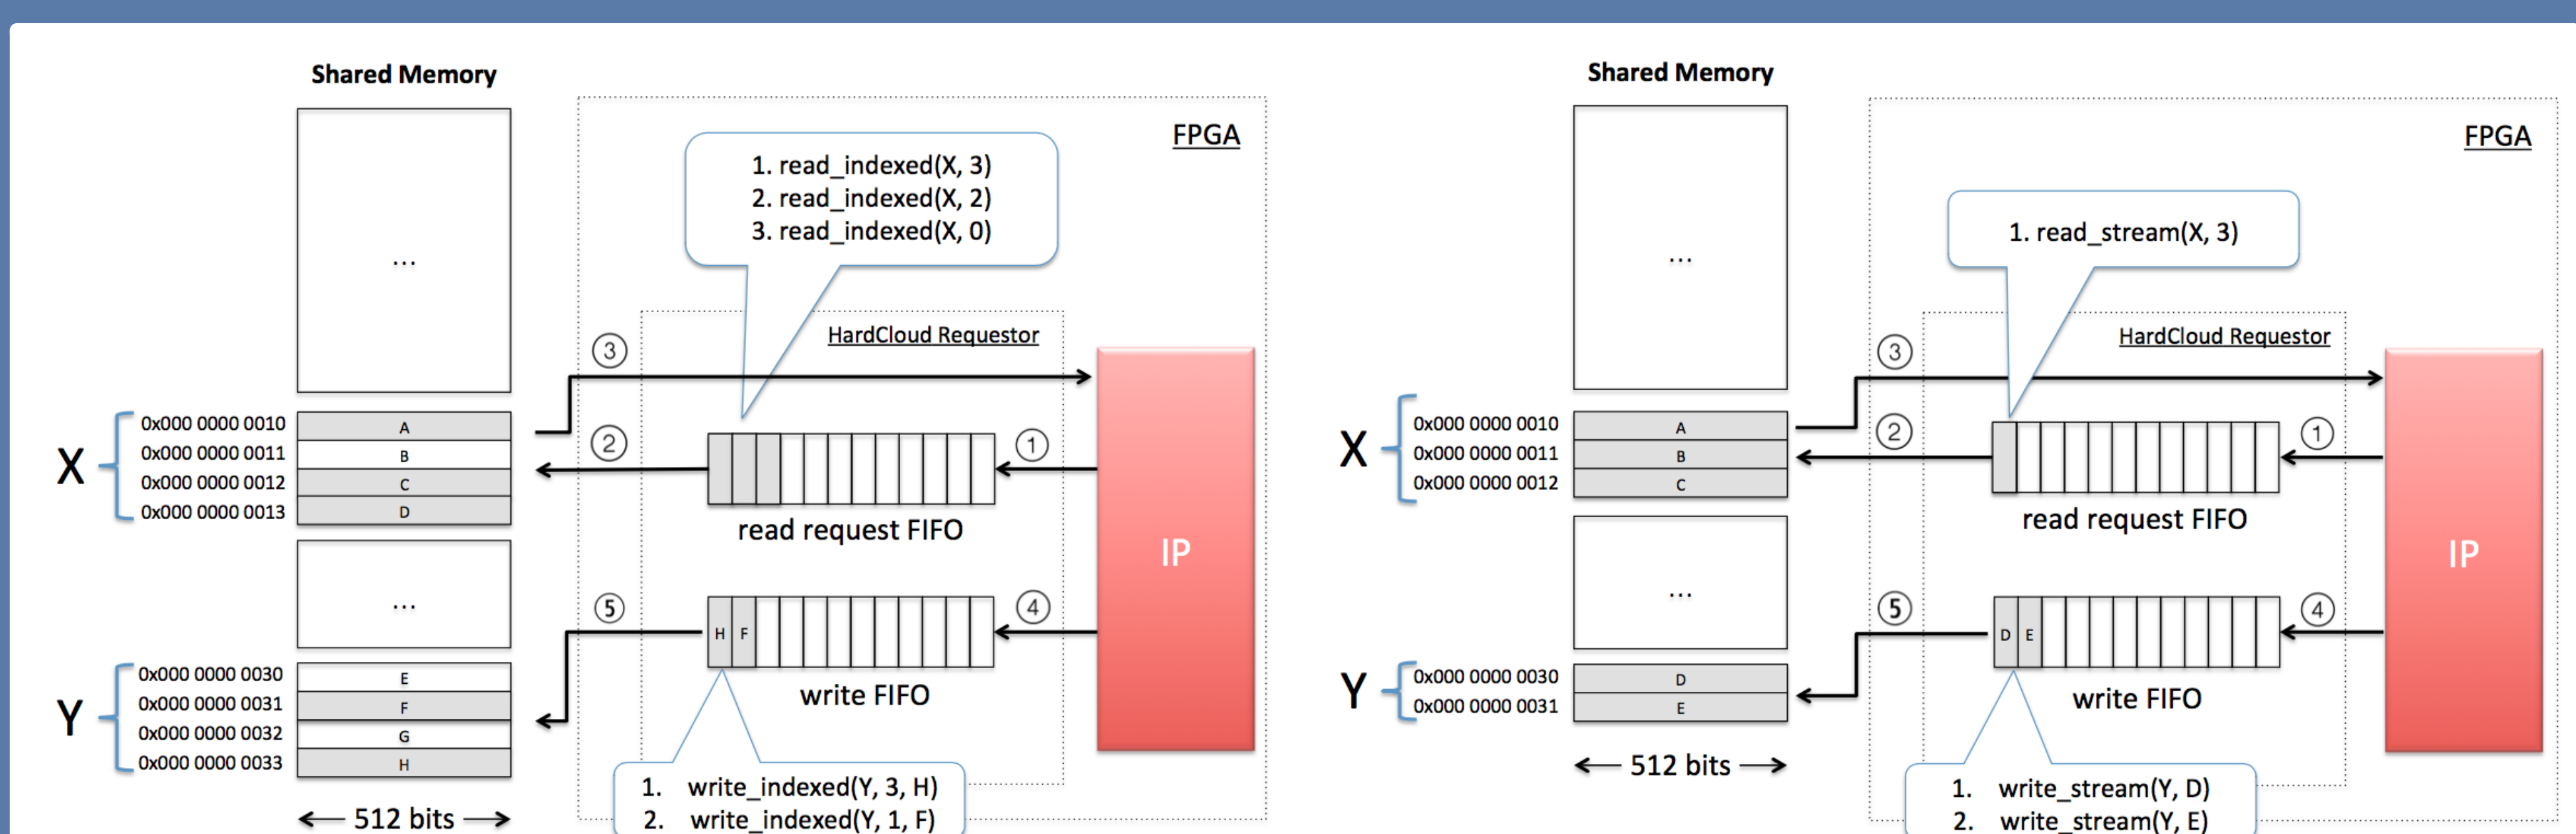 Shared Memory
FPGA
1. read_indexed(X, 3)
2. read_indexed(X, 2)
3. read_indexed(X, 0)
...
HardCloud Requestor
3
X
0x000 0000 0010
A
0x000 0000 0011
B
0x000 0000 0012
C
0x000 0000 0013
D
2
1
read request FIFO
IP
...
5
H F
4
write FIFO
Y
0x000 0000 0030
E
0x000 0000 0031
F
0x000 0000 0032
G
0x000 0000 0033
H
1. write_indexed(Y, 3, H)
2. write_indexed(Y, 1, F)
512 bits
Shared Memory
FPGA
1. read_stream(X, 3)
...
HardCloud Requestor
3
X
0x000 0000 0010
A
0x000 0000 0011
B
0x000 0000 0012
C
2
1
read request FIFO
IP
...
5
D E
4
write FIFO
Y
0x000 0000 0030
D
0x000 0000 0031
E
512 bits
1. write_stream(Y, D)
2. write_stream(Y, E)